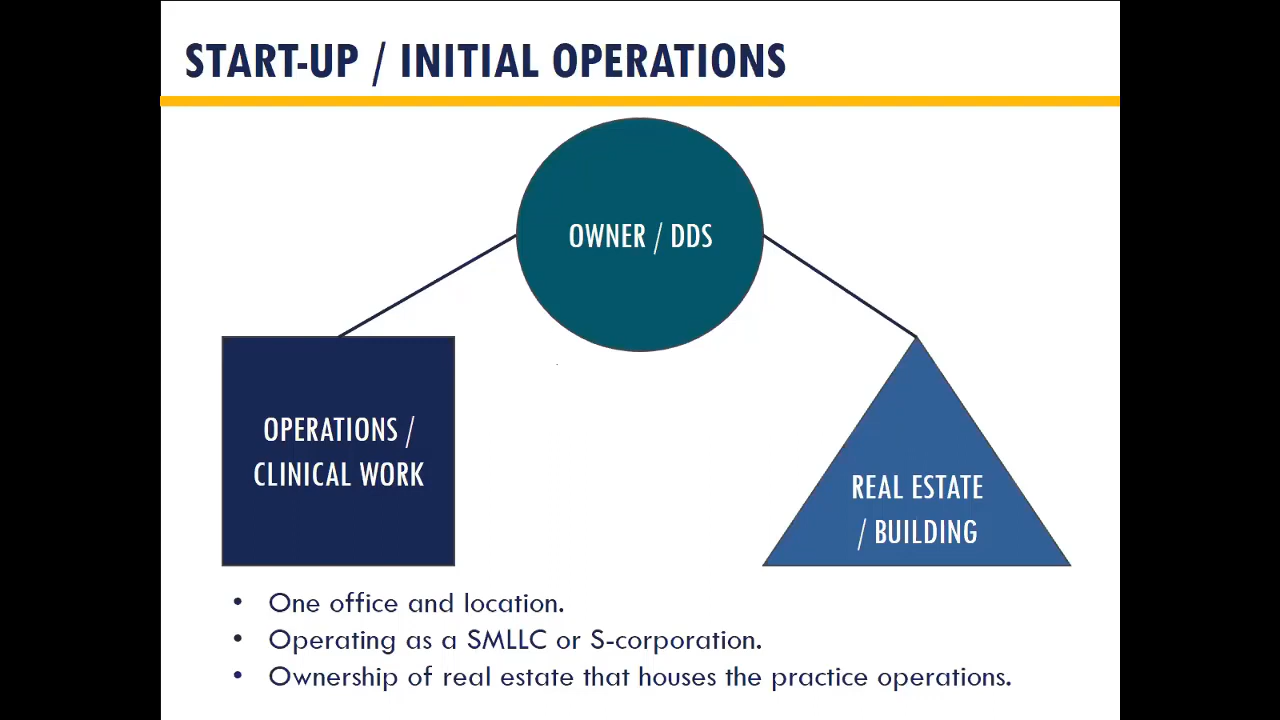 START-UP / INITIAL OPERATIONS
OWNER / DDS
OPERATIONS /
CLINICAL WORK
REAL ESTATE
/ BUILDING
• One office and location.
• Operating as a SMLLC or S-corporation.
• Ownership of real estate that houses the practice operations.